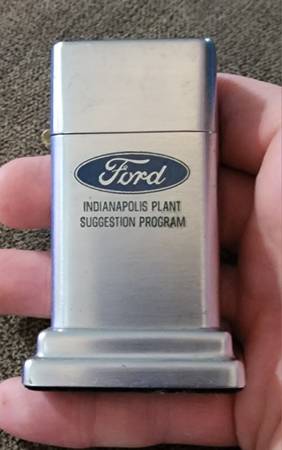 Ford
INDIANAPOLIS PLANT
SUGGESTION PROGRAM